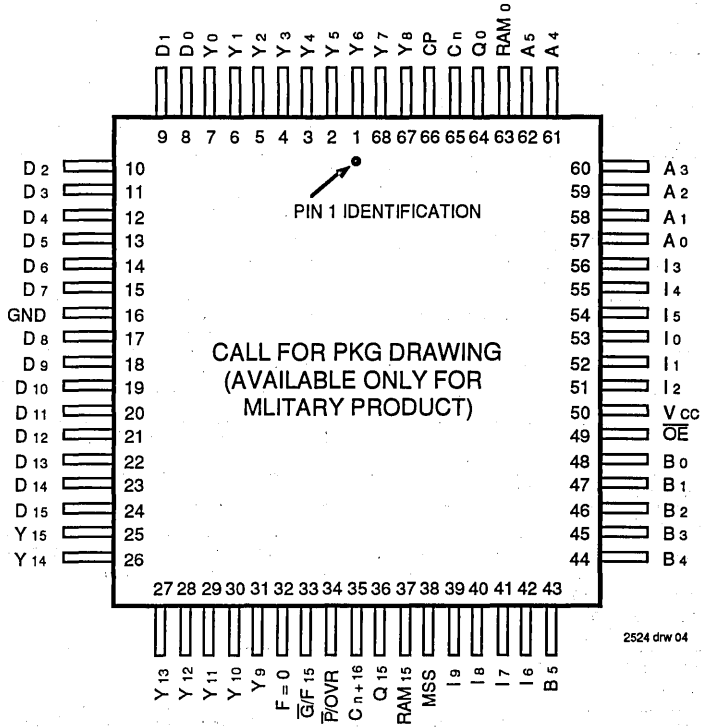 D1 D0 Y0 Y1 Y2 Y3 Y4 Y5 Y6 Y7 Y8 CP Cn Q0 RAM 0 A5 A4
9 8 7 6 5 4 3 2 1 68 67 66 65 64 63 62 61
PIN 1 IDENTIFICATION
D2 10
D3 11
D4 12
D5 13
D6 14
D7 15
GND 16
D8 17
D9 18
D10 19
D11 20
D12 21
D13 22
D14 23
D15 24
Y15 25
Y14 26
CALL FOR PKG DRAWING
(AVAILABLE ONLY FOR
MLITARY PRODUCT)
60 A3
59 A2
58 A1
57 A0
56 I3
55 I4
54 I5
53 I0
52 I1
51 I2
50 VCC
49 O̅E̅
48 B0
47 B1
46 B2
45 B3
44 B4
27 28 29 30 31 32 33 34 35 36 37 38 39 40 41 42 43
Y13 Y12 Y11 Y10 Y9 F = 0 G̅/F15 P̅/OVR Cn+16 Q15 RAM 15 MSS I9 I8 I7 I6 B5
2524 drw 04